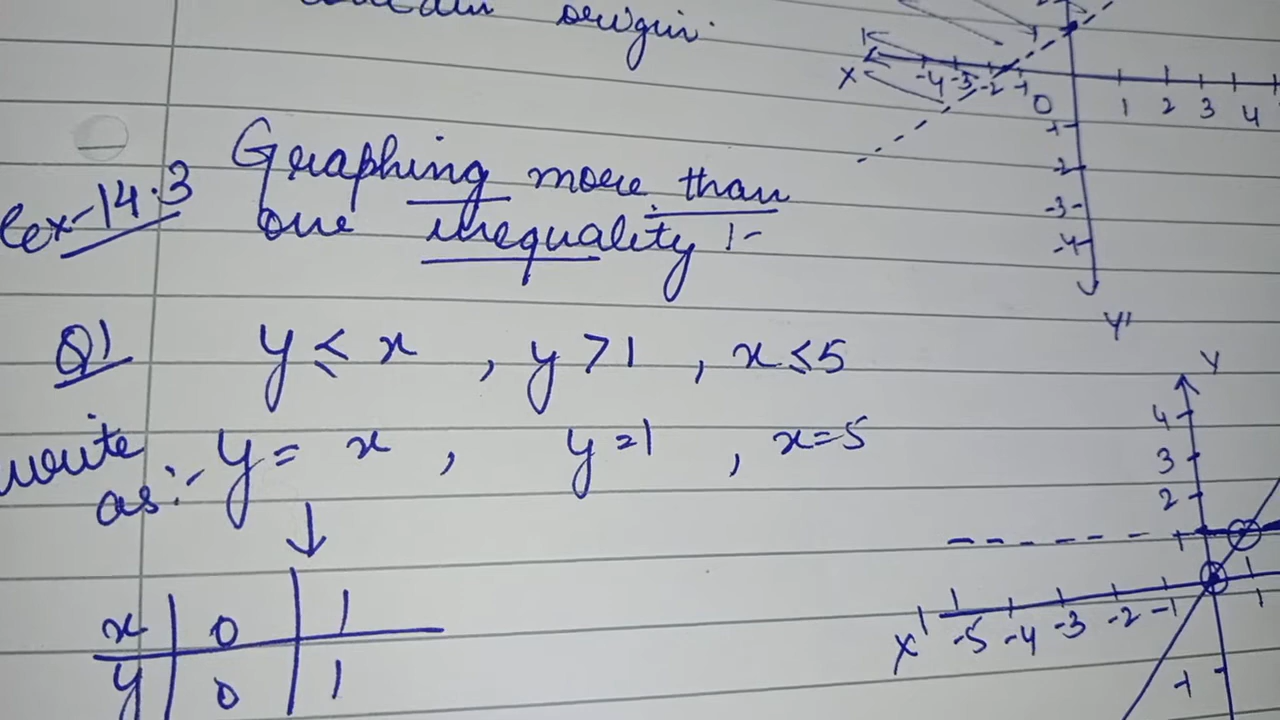 origin.
X -4 -3 -2 -1 0 1 2 3 4
-1
-2
-3
-4
Y'
Ex-14.3 Graphing more than
one inequality :-
Q1 y ≤ x , y > 1 , x ≤ 5
write as:- y = x , y = 1 , x = 5
↓
x | 0 | 1
y | 0 | 1
Y
4
3
2
1
X' -5 -4 -3 -2 -1 1
-1